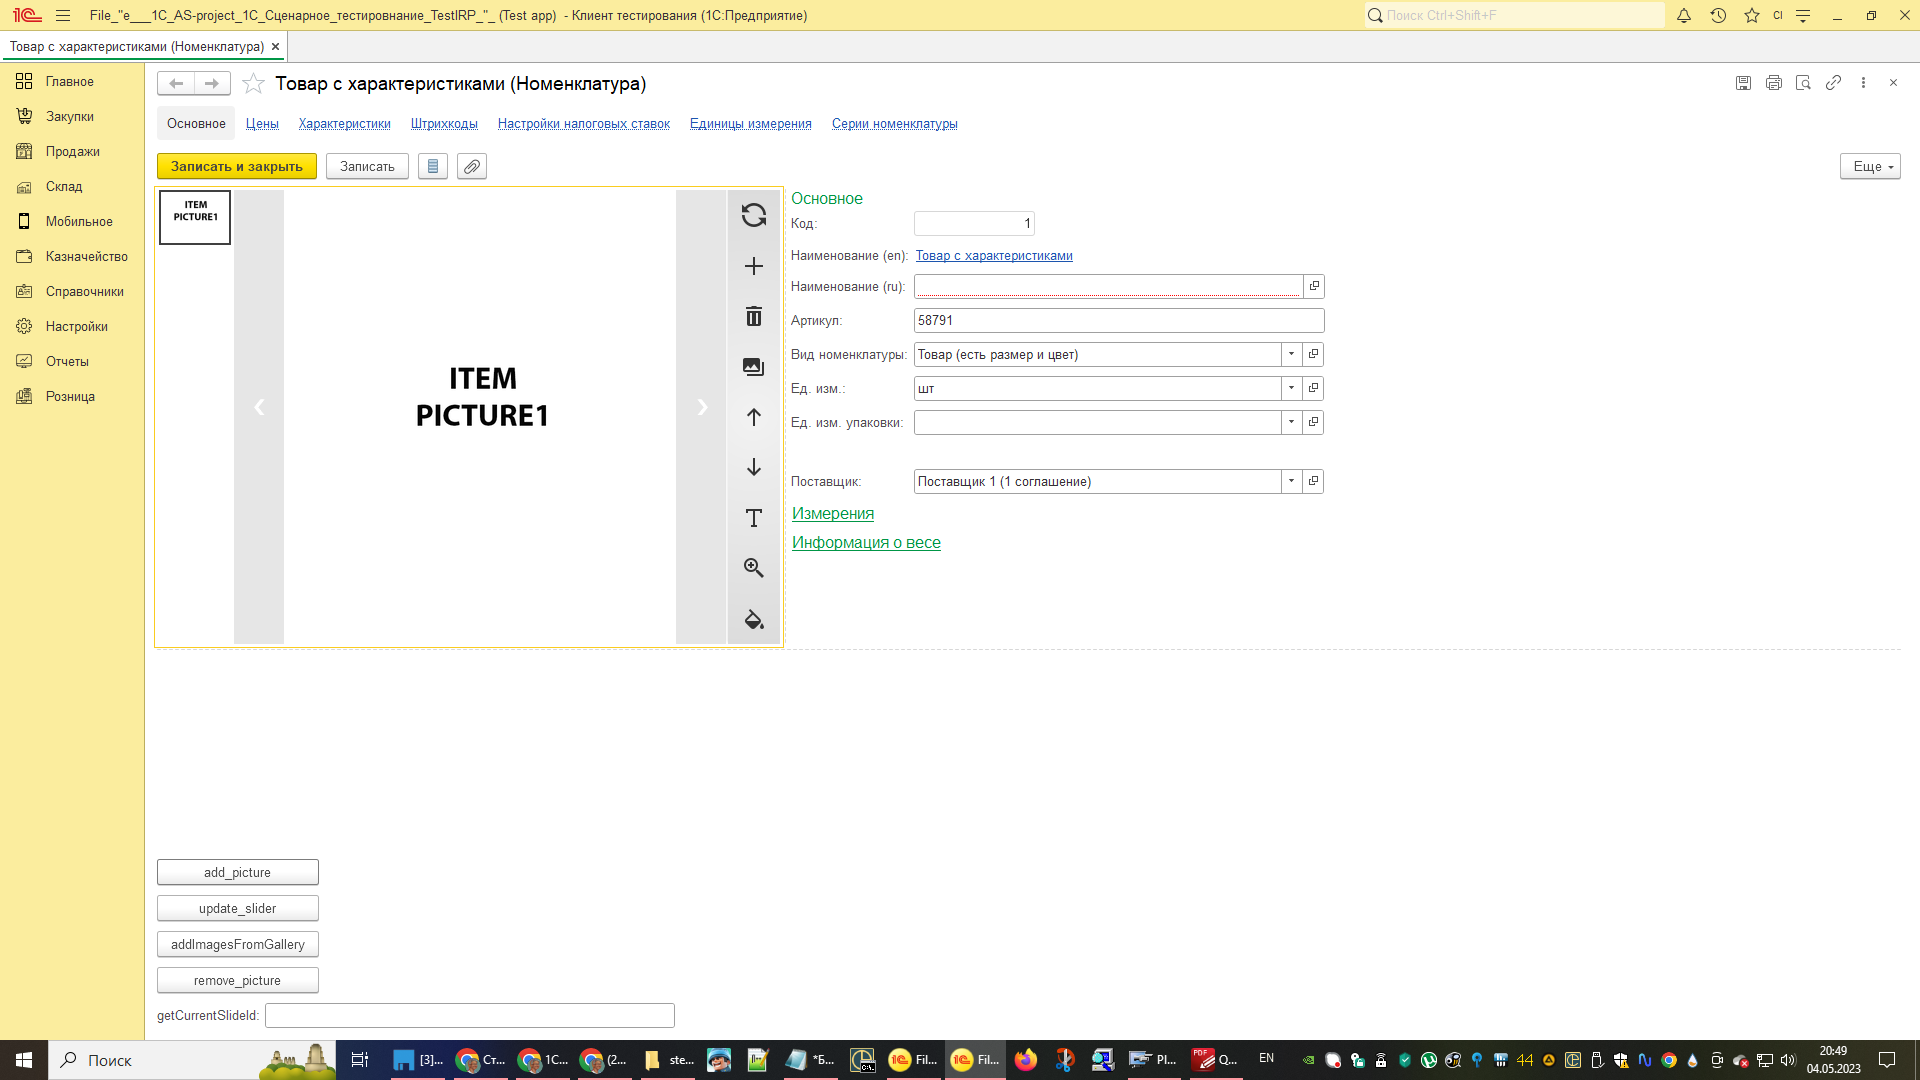 File_"e___1C_AS-project_1C_Сценарное_тестировнание_TestIRP_"_ (Test app) - Клиент тестирования (1С:Предприятие)
Поиск Ctrl+Shift+F
CI
Товар с характеристиками (Номенклатура)
Главное
Закупки
Продажи
Склад
Мобильное
Казначейство
Справочники
Настройки
Отчеты
Розница
Товар с характеристиками (Номенклатура)
Основное
Цены
Характеристики
Штрихкоды
Настройки налоговых ставок
Единицы измерения
Серии номенклатуры
Записать и закрыть
Записать
Еще
ITEM
PICTURE1
ITEM
PICTURE1
Основное
Код: 1
Наименование (en): Товар с характеристиками
Наименование (ru):
Артикул: 58791
Вид номенклатуры: Товар (есть размер и цвет)
Ед. изм.: шт
Ед. изм. упаковки:
Поставщик: Поставщик 1 (1 соглашение)
Измерения
Информация о весе
add_picture
update_slider
addImagesFromGallery
remove_picture
getCurrentSlideId:
Поиск
[3]...
Ст...
1С...
(2...
ste...
*Б...
Fil...
Fil...
Pl...
Q...
EN
44
20:49
04.05.2023